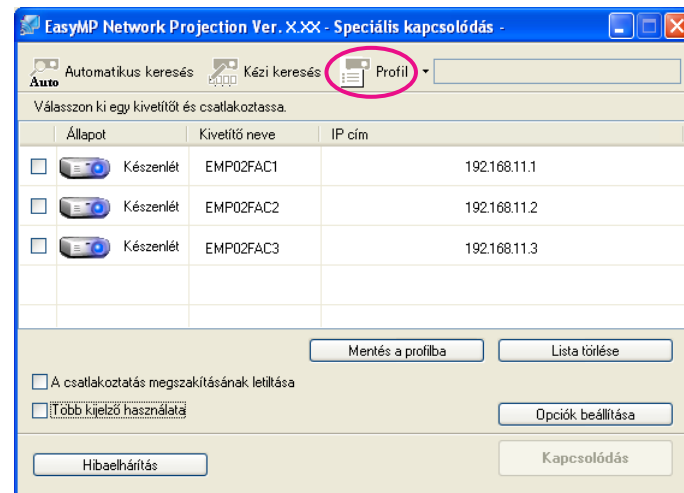 EasyMP Network Projection Ver. X.XX - Speciális kapcsolódás -
Auto Automatikus keresés Kézi keresés Profil
Válasszon ki egy kivetítőt és csatlakoztassa.
Állapot Kivetítő neve IP cím
Készenlét EMP02FAC1 192.168.11.1
Készenlét EMP02FAC2 192.168.11.2
Készenlét EMP02FAC3 192.168.11.3
Mentés a profilba Lista törlése
A csatlakoztatás megszakításának letiltása
Több kijelző használata Opciók beállítása
Hibaelhárítás Kapcsolódás